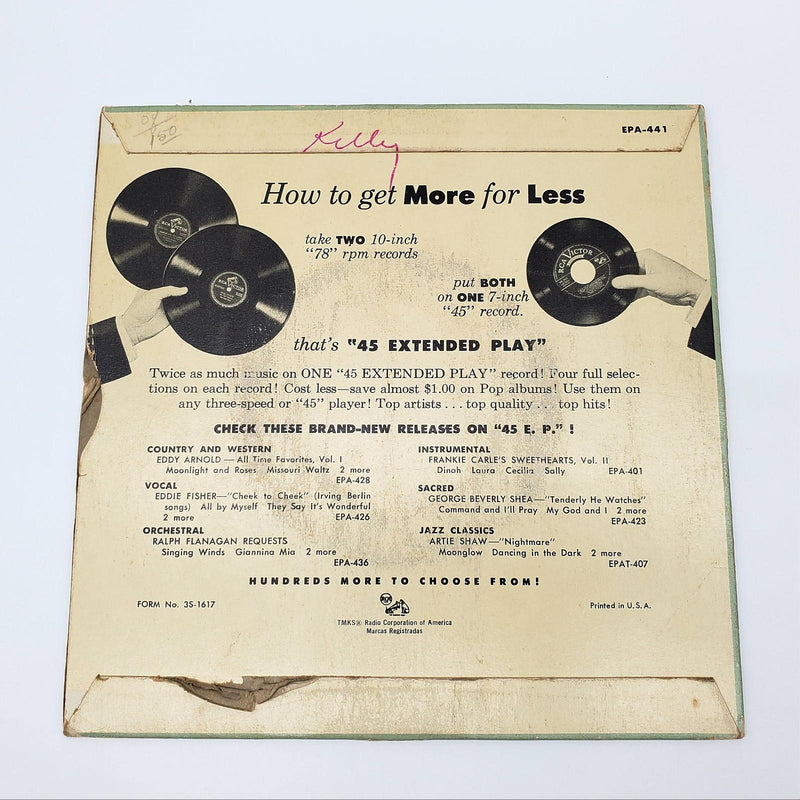 EPA-441
150
Kelly
How to get More for Less
take TWO 10-inch
"78" rpm records
RCA VICTOR
RCA VICTOR
put BOTH
on ONE 7-inch
"45" record.
that's "45 EXTENDED PLAY"
Twice as much music on ONE "45 EXTENDED PLAY" record! Four full selec-
tions on each record! Cost less—save almost $1.00 on Pop albums! Use them on
any three-speed or "45" player! Top artists . . . top quality . . . top hits!
CHECK THESE BRAND-NEW RELEASES ON "45 E. P." !
COUNTRY AND WESTERN
EDDY ARNOLD—All Time Favorites, Vol. I
Moonlight and Roses Missouri Waltz 2 more
EPA-428
VOCAL
EDDIE FISHER—"Cheek to Cheek" (Irving Berlin
songs) All by Myself They Say It's Wonderful
2 more EPA-426
ORCHESTRAL
RALPH FLANAGAN REQUESTS
Singing Winds Giannina Mia 2 more
EPA-436
INSTRUMENTAL
FRANKIE CARLE'S SWEETHEARTS, Vol. II
Dinah Laura Cecilia Sally EPA-401
SACRED
GEORGE BEVERLY SHEA—"Tenderly He Watches"
Command and I'll Pray My God and I 2 more
EPA-423
JAZZ CLASSICS
ARTIE SHAW—"Nightmare"
Moonglow Dancing in the Dark 2 more
EPAT-407
HUNDREDS MORE TO CHOOSE FROM!
FORM No. 3S-1617
RCA
TMKS® Radio Corporation of America
Marcas Registradas
Printed in U. S. A.